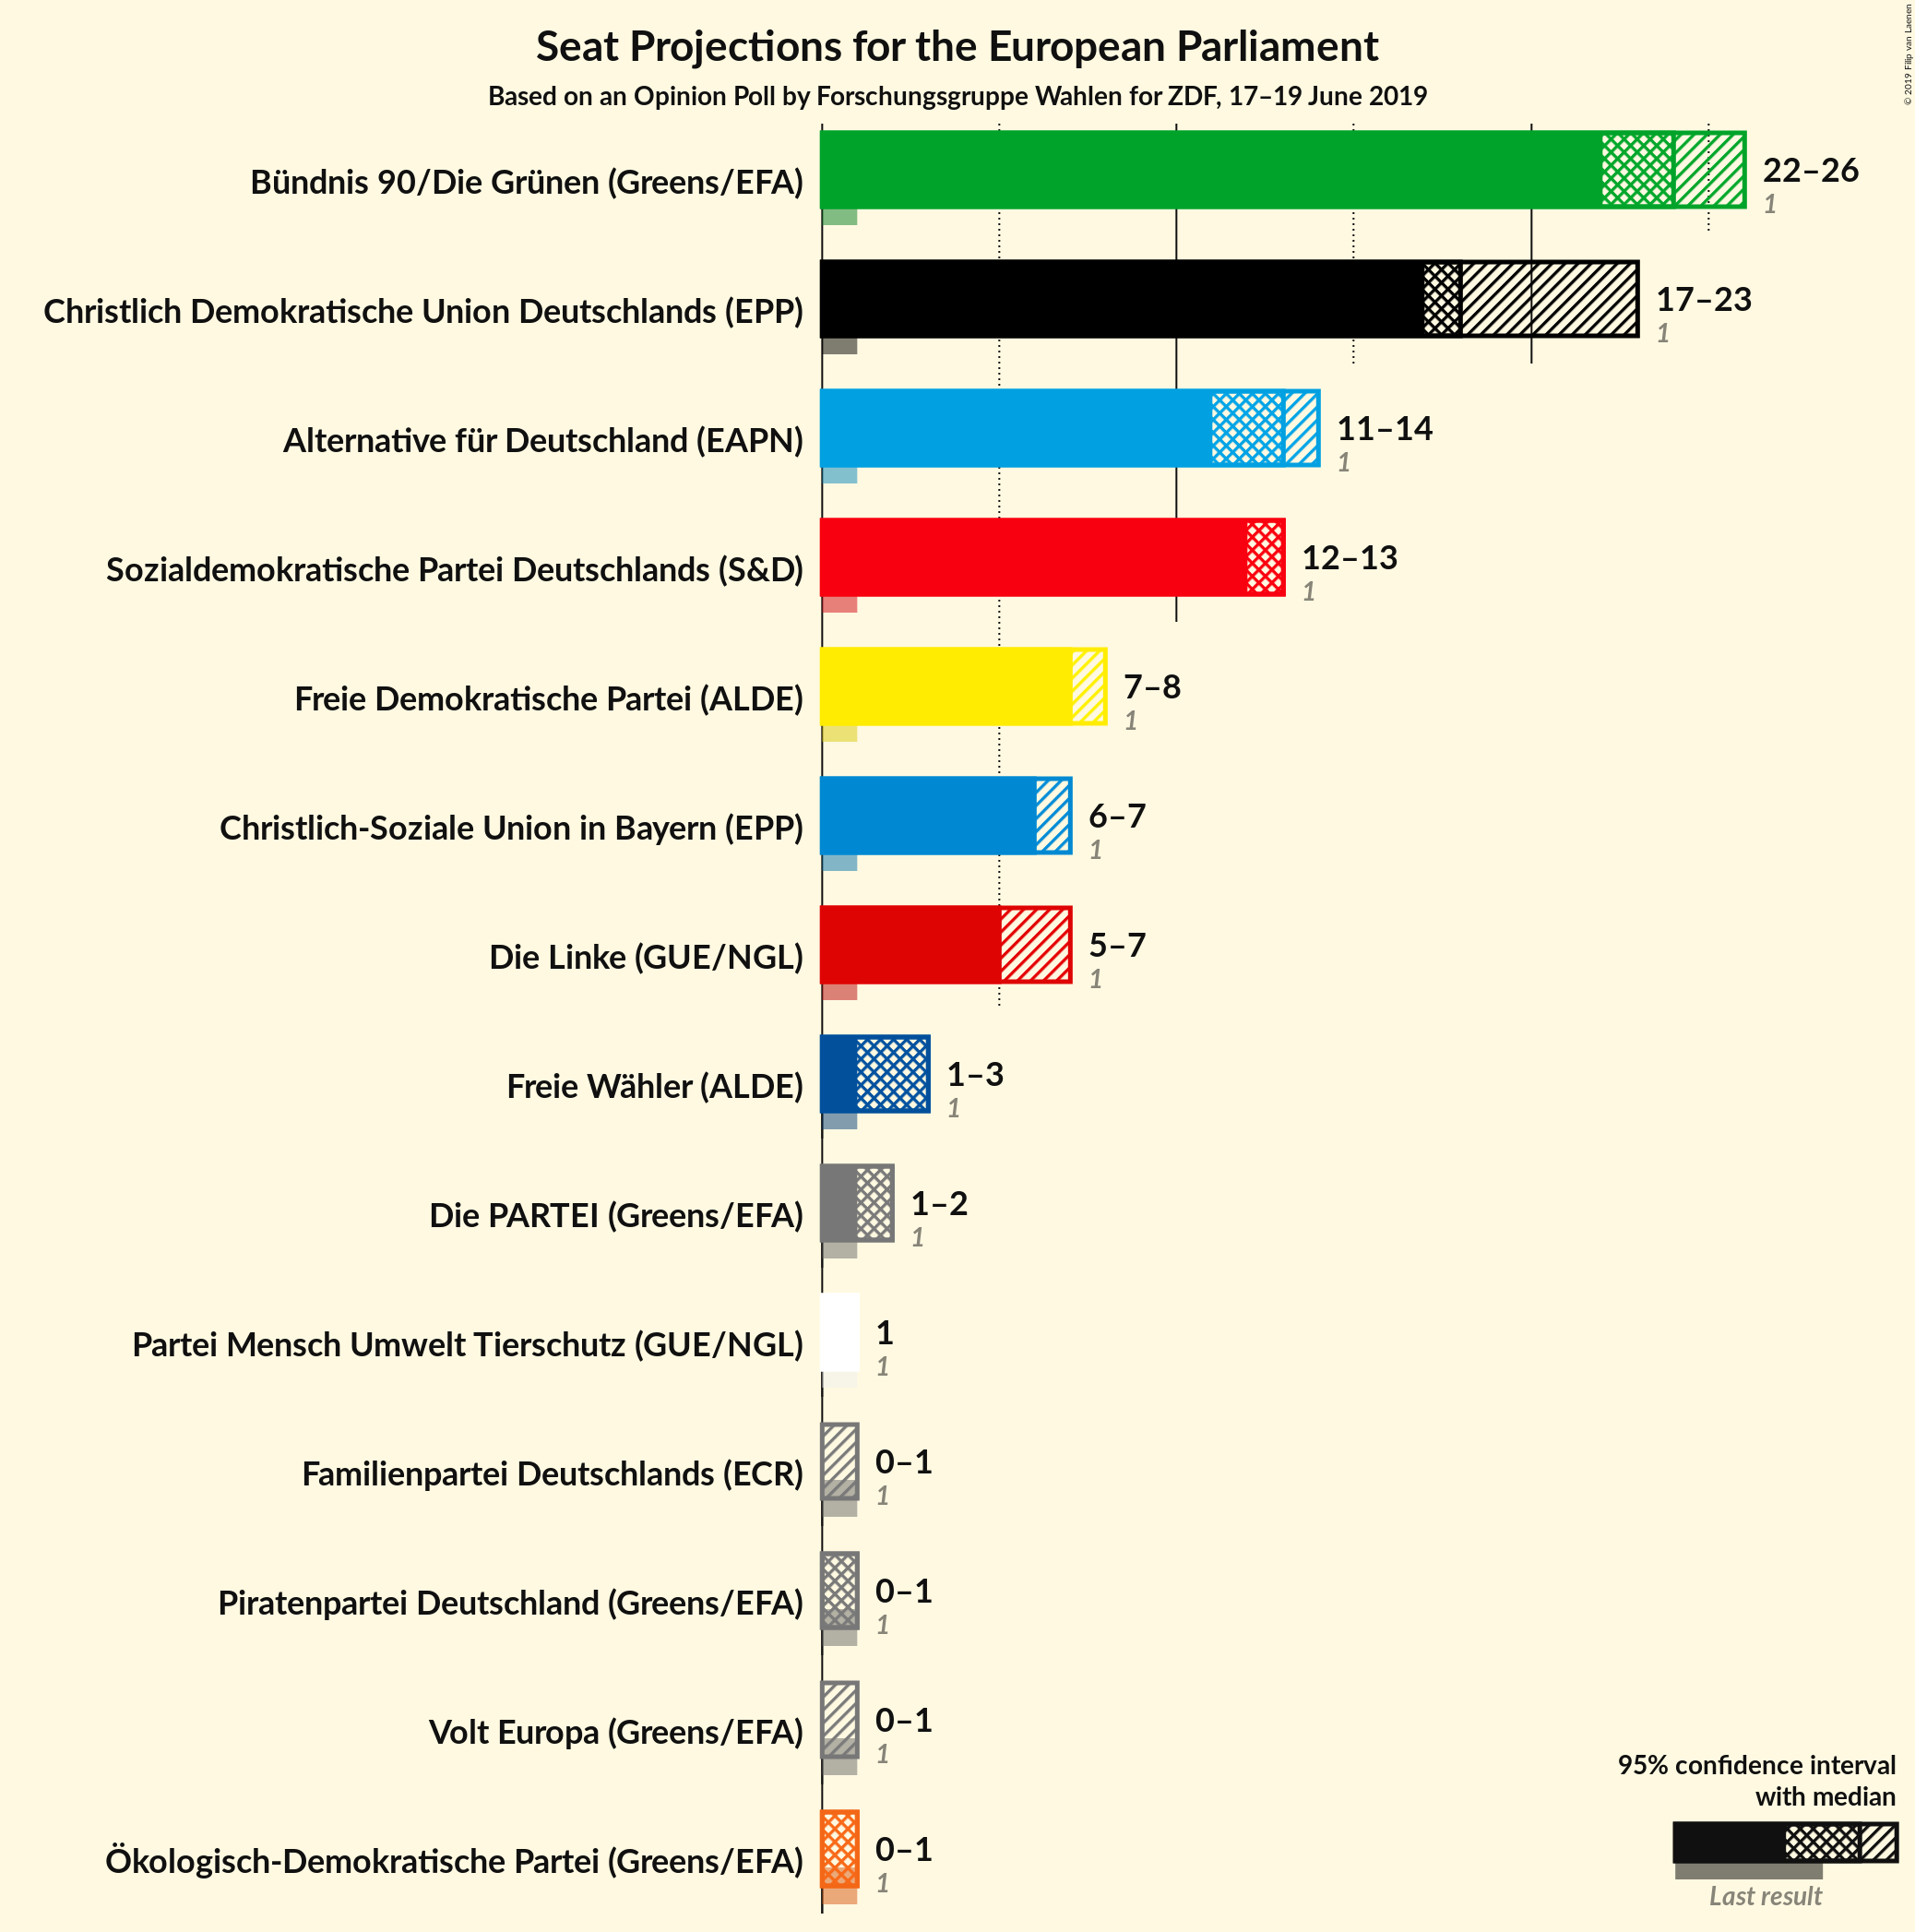 Seat Projections for the European Parliament
Based on an Opinion Poll by Forschungsgruppe Wahlen for ZDF, 17–19 June 2019
© 2019 Filip van Laenen
Bündnis 90/Die Grünen (Greens/EFA)
22–26
1
Christlich Demokratische Union Deutschlands (EPP)
17–23
1
Alternative für Deutschland (EAPN)
11–14
1
Sozialdemokratische Partei Deutschlands (S&D)
12–13
1
Freie Demokratische Partei (ALDE)
7–8
1
Christlich-Soziale Union in Bayern (EPP)
6–7
1
Die Linke (GUE/NGL)
5–7
1
Freie Wähler (ALDE)
1–3
1
Die PARTEI (Greens/EFA)
1–2
1
Partei Mensch Umwelt Tierschutz (GUE/NGL)
1
1
Familienpartei Deutschlands (ECR)
0–1
1
Piratenpartei Deutschland (Greens/EFA)
0–1
1
Volt Europa (Greens/EFA)
0–1
1
Ökologisch-Demokratische Partei (Greens/EFA)
0–1
1
95% confidence interval
with median
Last result